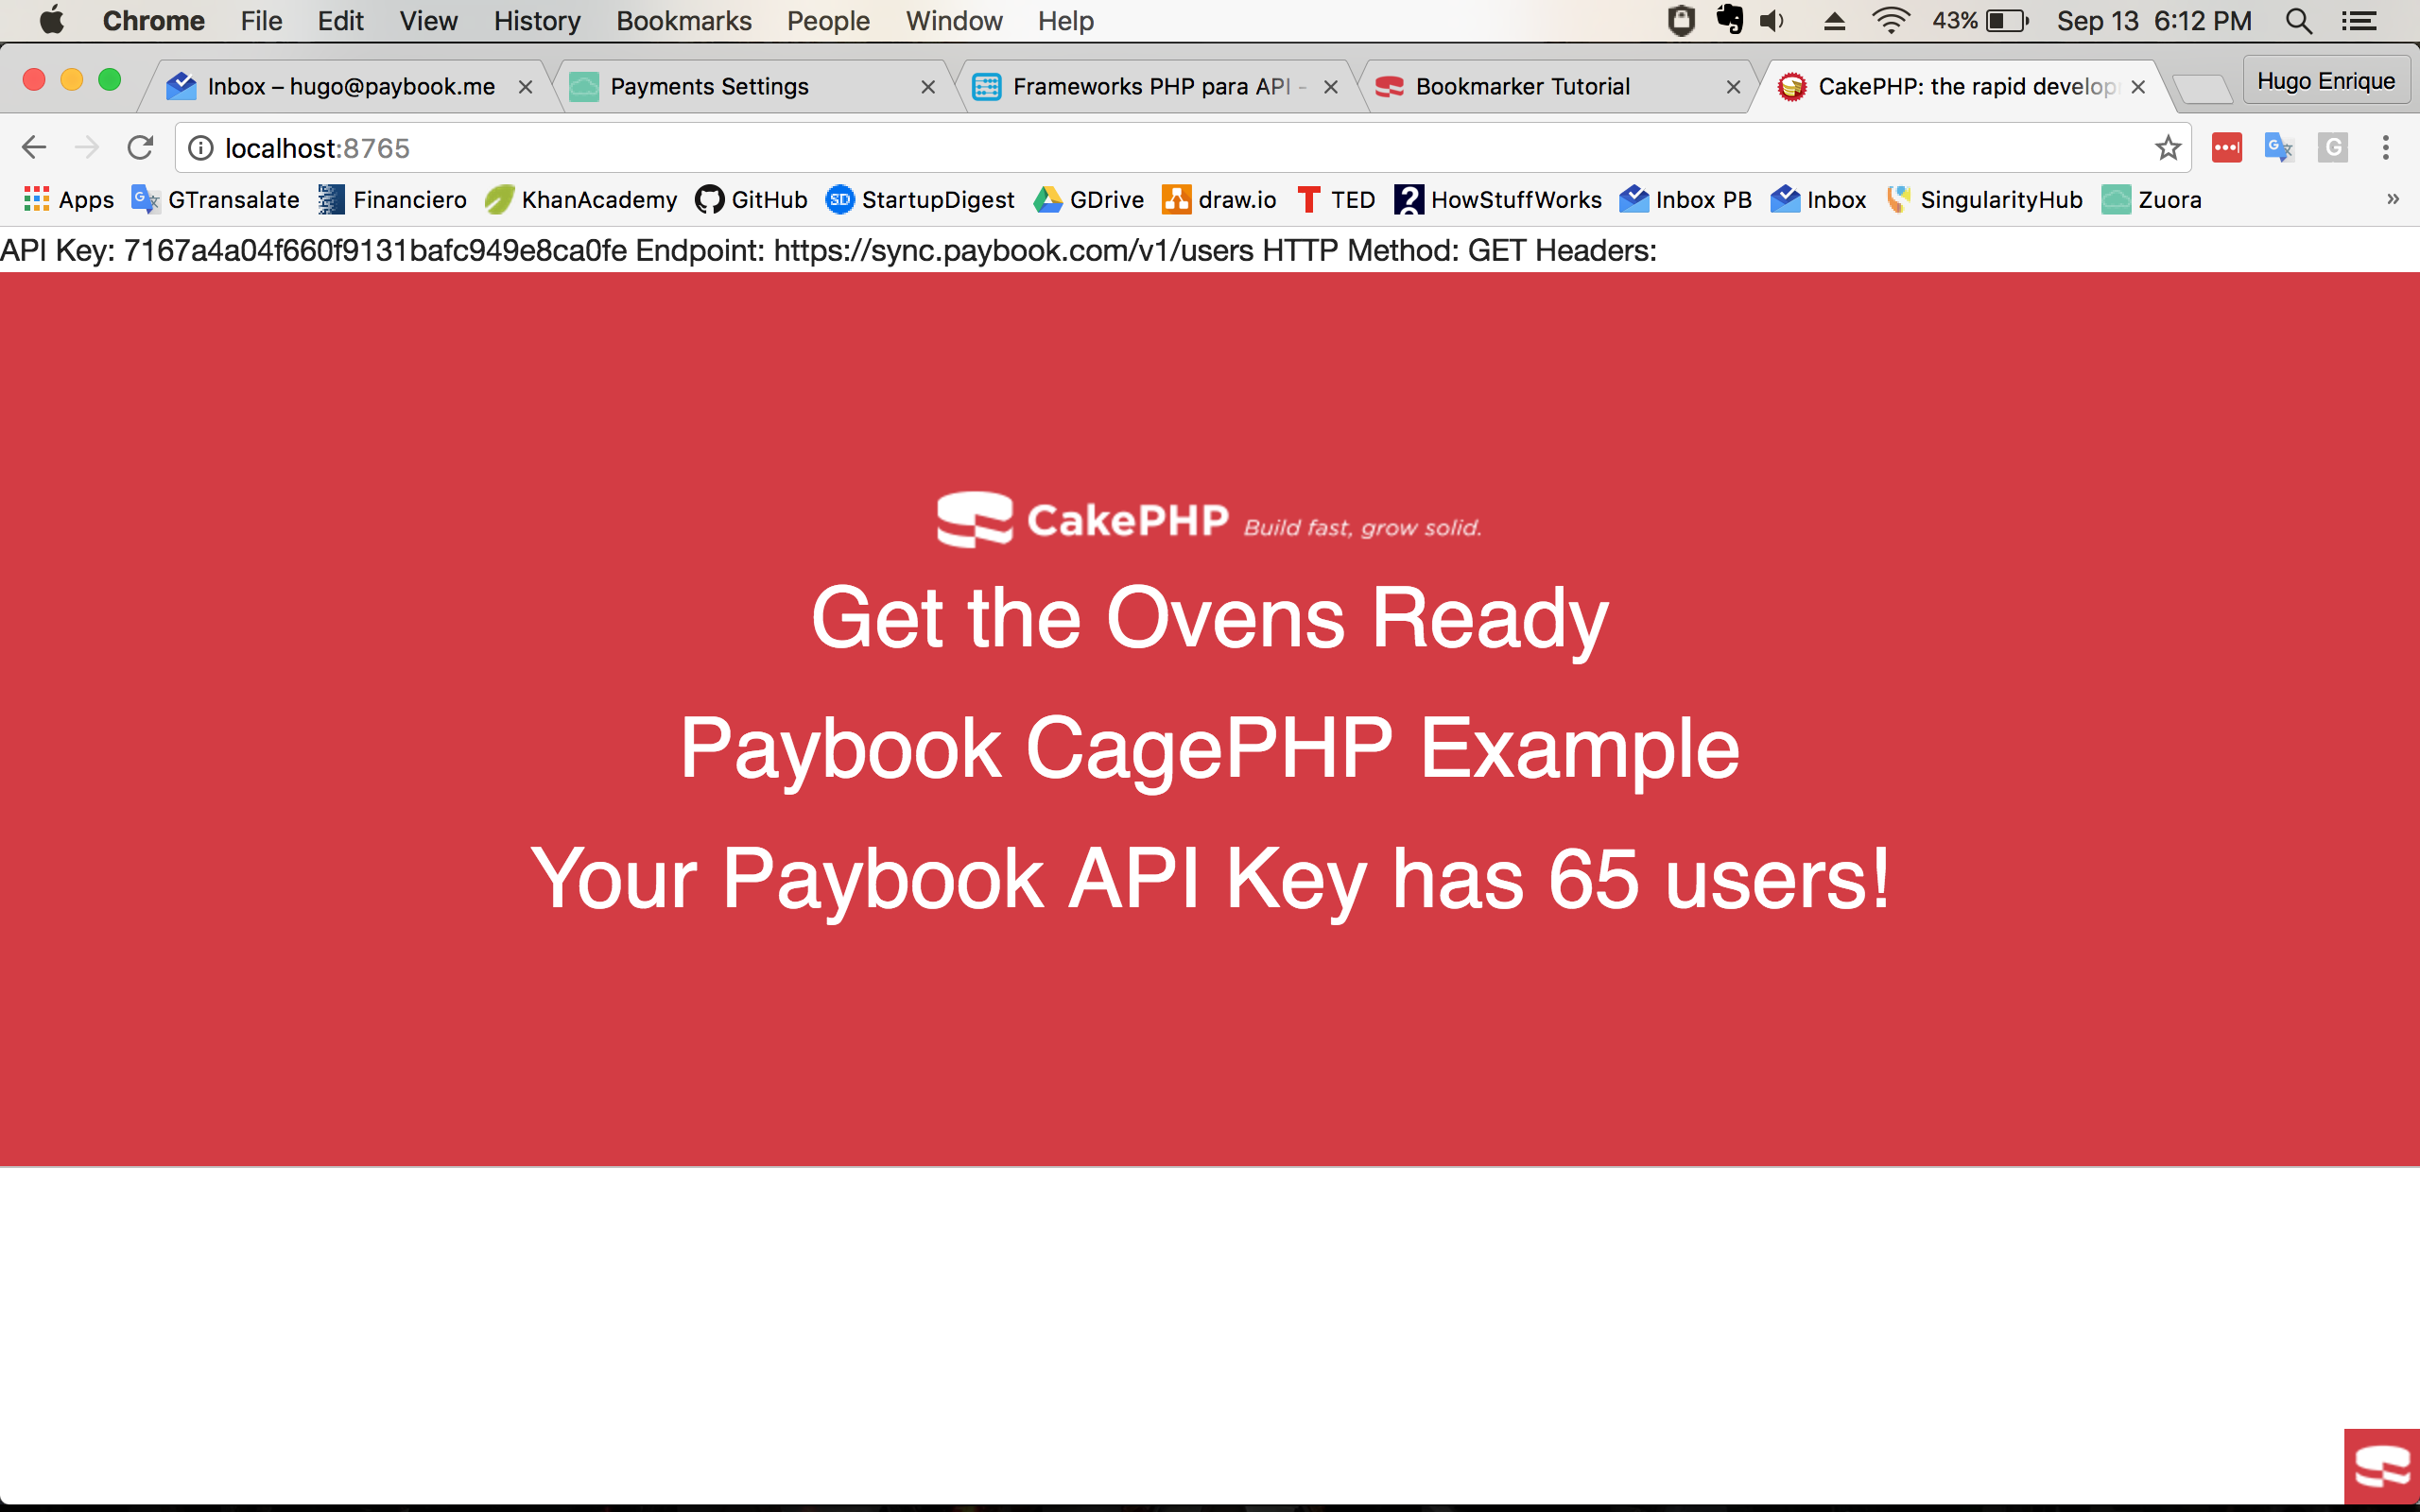 Chrome File Edit View History Bookmarks People Window Help 43% Sep 13 6:12 PM
Inbox – hugo@paybook.me Payments Settings Frameworks PHP para API - Bookmarker Tutorial CakePHP: the rapid develop Hugo Enrique
localhost:8765
Apps GTransalate Financiero KhanAcademy GitHub SD StartupDigest GDrive draw.io TED HowStuffWorks Inbox PB Inbox SingularityHub Zuora »
API Key: 7167a4a04f660f9131bafc949e8ca0fe Endpoint: https://sync.paybook.com/v1/users HTTP Method: GET Headers:
CakePHP Build fast, grow solid.
Get the Ovens Ready
Paybook CagePHP Example
Your Paybook API Key has 65 users!